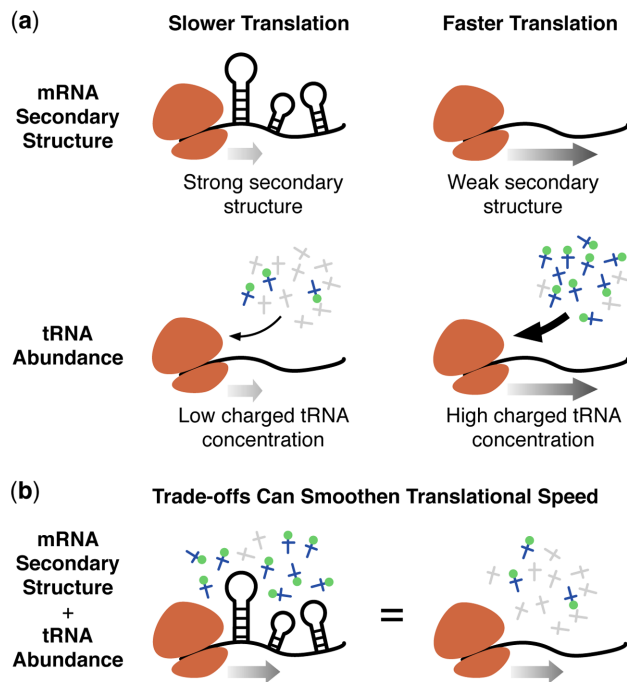 (a)
Slower Translation
Faster Translation
mRNA
Secondary
Structure
Strong secondary
structure
Weak secondary
structure
tRNA
Abundance
Low charged tRNA
concentration
High charged tRNA
concentration
(b)
Trade-offs Can Smoothen Translational Speed
mRNA
Secondary
Structure
+
tRNA
Abundance
=